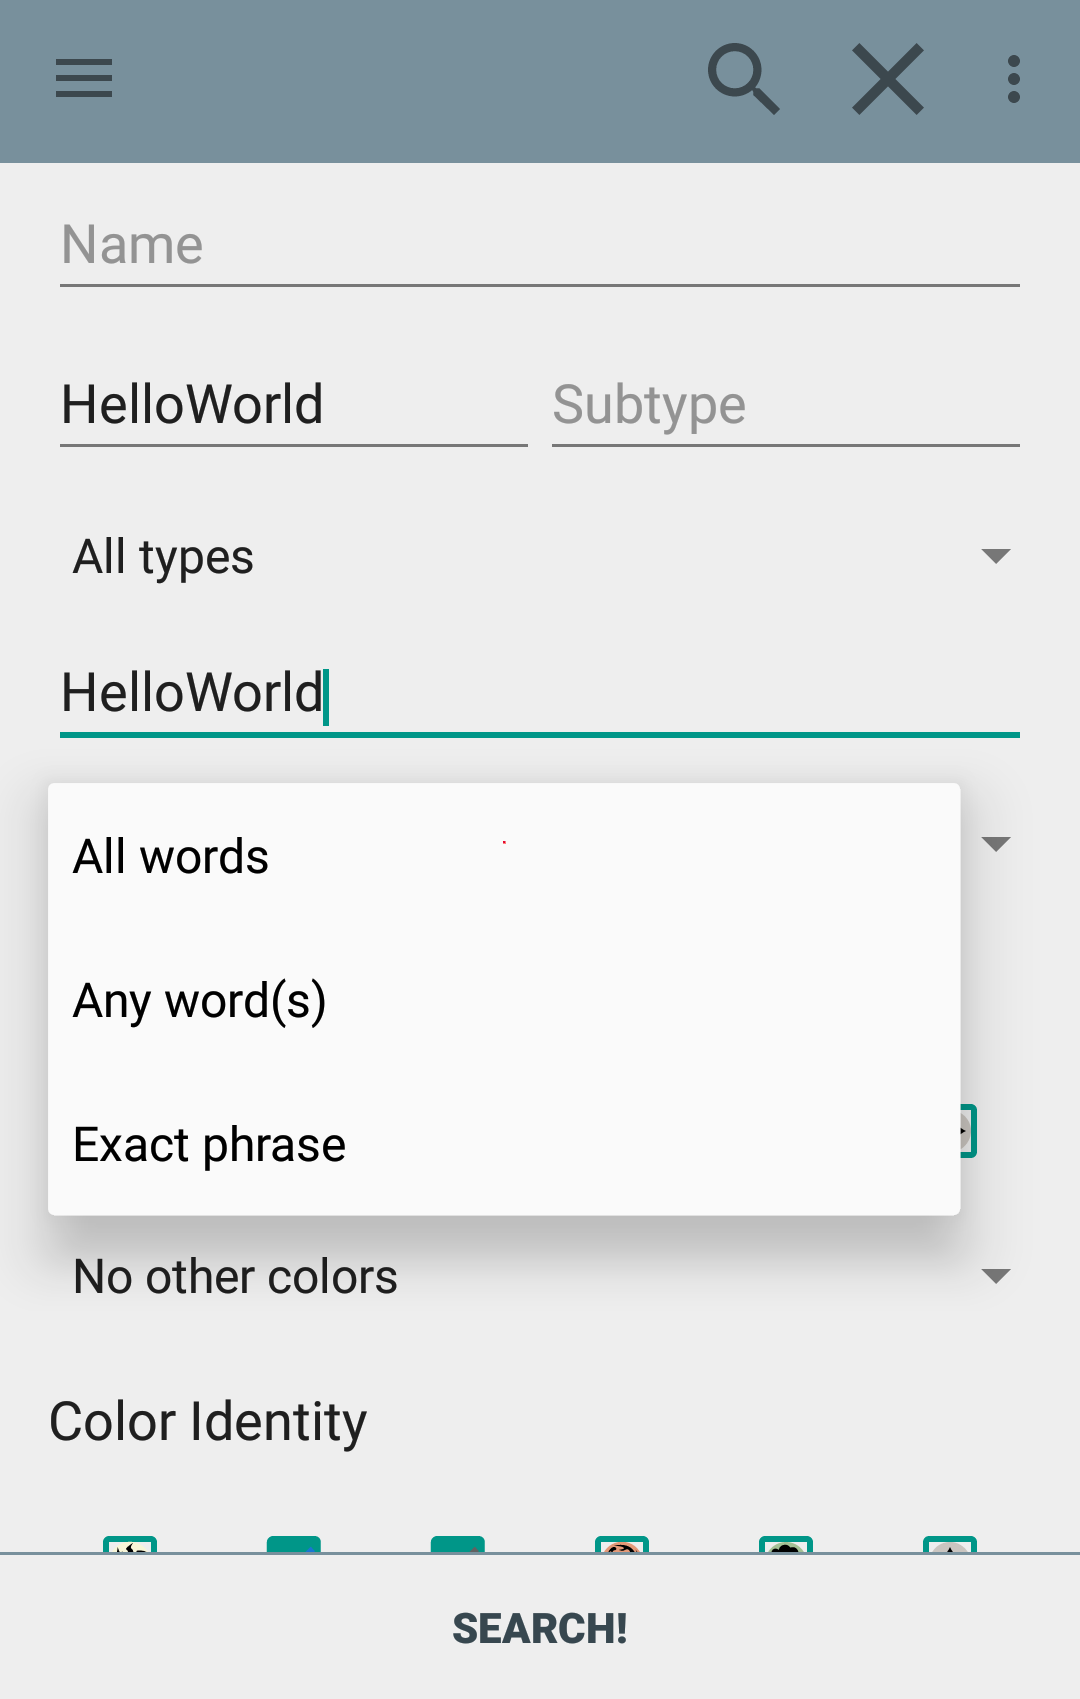 Name
HelloWorld Subtype
All types
HelloWorld
All words
Any word(s)
Exact phrase
No other colors
Color Identity
SEARCH!